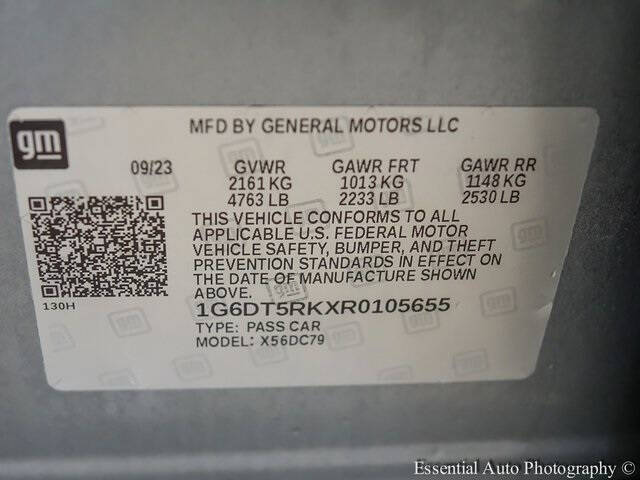 gm
MFD BY GENERAL MOTORS LLC
09/23 GVWR GAWR FRT GAWR RR
2161 KG 1013 KG 1148 KG
4763 LB 2233 LB 2530 LB
THIS VEHICLE CONFORMS TO ALL
APPLICABLE U.S. FEDERAL MOTOR
VEHICLE SAFETY, BUMPER, AND THEFT
PREVENTION STANDARDS IN EFFECT ON
THE DATE OF MANUFACTURE SHOWN
ABOVE.
130H
1G6DT5RKXR0105655
TYPE: PASS CAR
MODEL: X56DC79
Essential Auto Photography ©